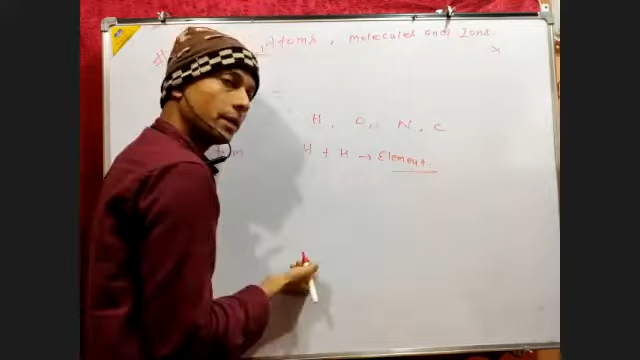 Atoms, molecules and Ions.
H, O, N, C
H + H → Element.